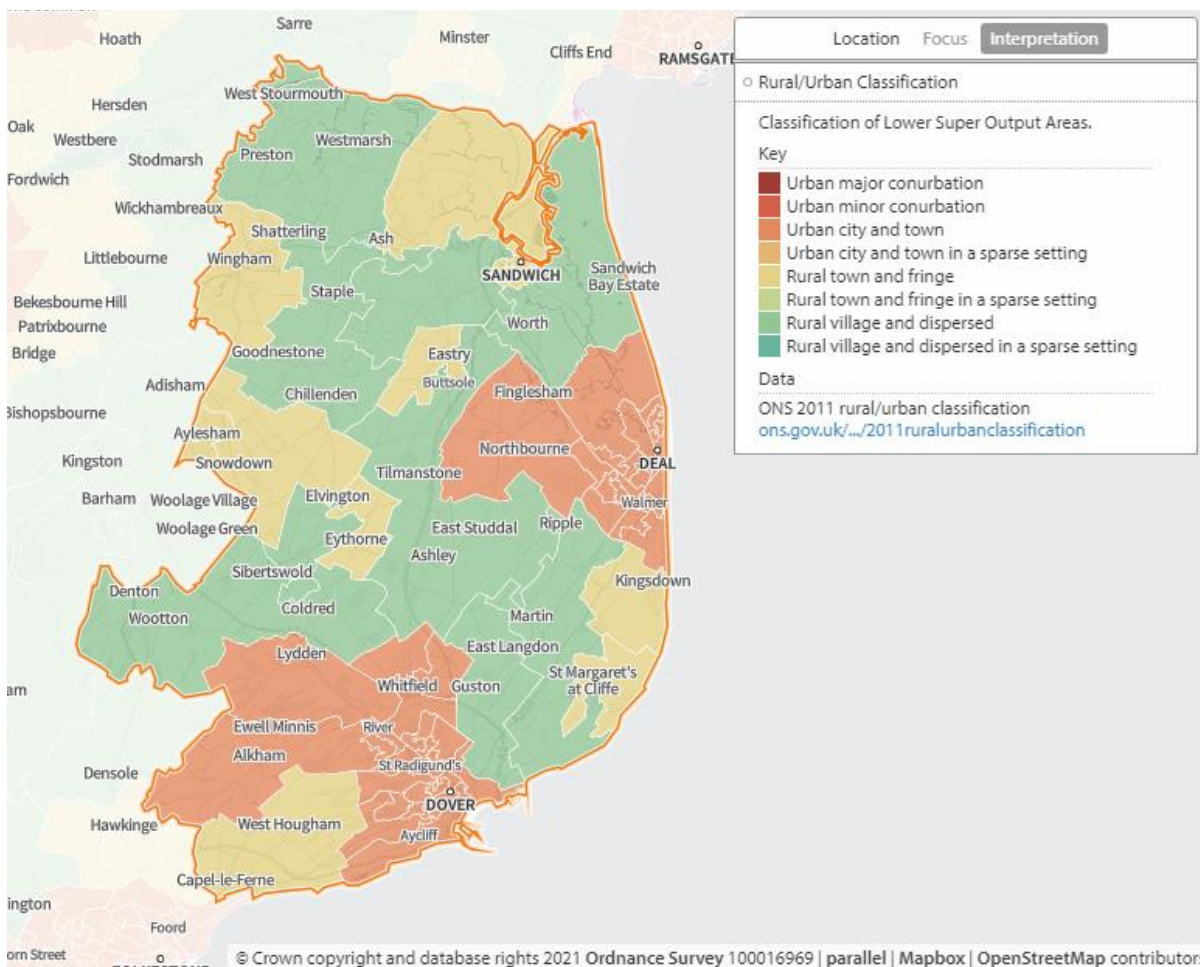 Sarre
Hoath
Minster
Cliffs End
RAMSGATE
Location Focus Interpretation
Rural/Urban Classification
Classification of Lower Super Output Areas.
Key
Urban major conurbation
Urban minor conurbation
Urban city and town
Urban city and town in a sparse setting
Rural town and fringe
Rural town and fringe in a sparse setting
Rural village and dispersed
Rural village and dispersed in a sparse setting
Data
ONS 2011 rural/urban classification
ons.gov.uk/.../2011ruralurbanclassification
West Stourmouth
Hersden
Oak
Westbere
Westmarsh
Stodmarsh
Preston
Fordwich
Wickhambreaux
Shatterling
Ash
Littlebourne
Wingham
SANDWICH
Sandwich
Bay Estate
Staple
Bekesbourne Hill
Patrixbourne
Worth
Bridge
Goodnestone
Eastry
Adisham
Chillenden
Buttsole
Finglesham
Bishopsbourne
Aylesham
Northbourne
Kingston
Snowdown
DEAL
Tilmanstone
Barham
Woolage Village
Elvington
Walmer
Woolage Green
East Studdal
Ripple
Eythorne
Ashley
Sibertswold
Kingsdown
Denton
Coldred
Wootton
Martin
East Langdon
Lydden
St Margaret's
at Cliffe
Whitfield
Guston
am
Ewell Minnis
River
Alkham
St Radigund's
Densole
DOVER
Hawkinge
West Hougham
Aycliff
Capel-le-Ferne
ington
Foord
orn Street
© Crown copyright and database rights 2021 Ordnance Survey 100016969 | parallel | Mapbox | OpenStreetMap contributor